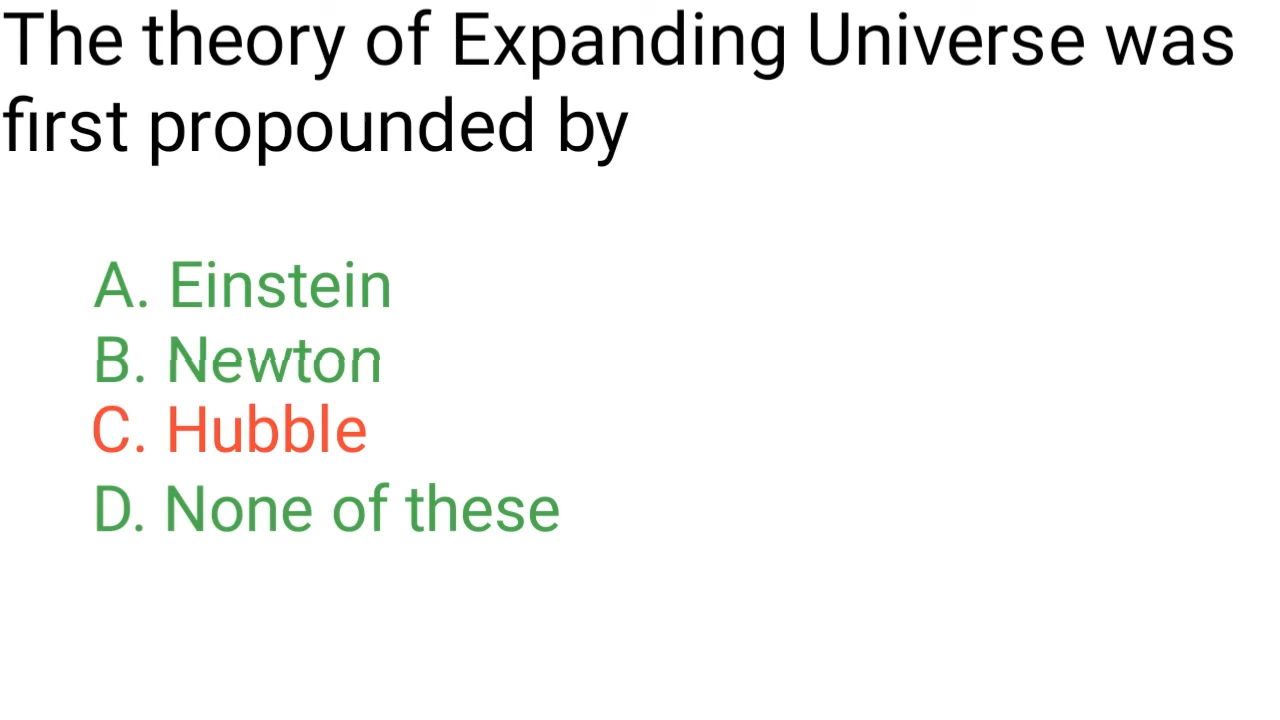 The theory of Expanding Universe was
first propounded by
A. Einstein
B. Newton
C. Hubble
D. None of these